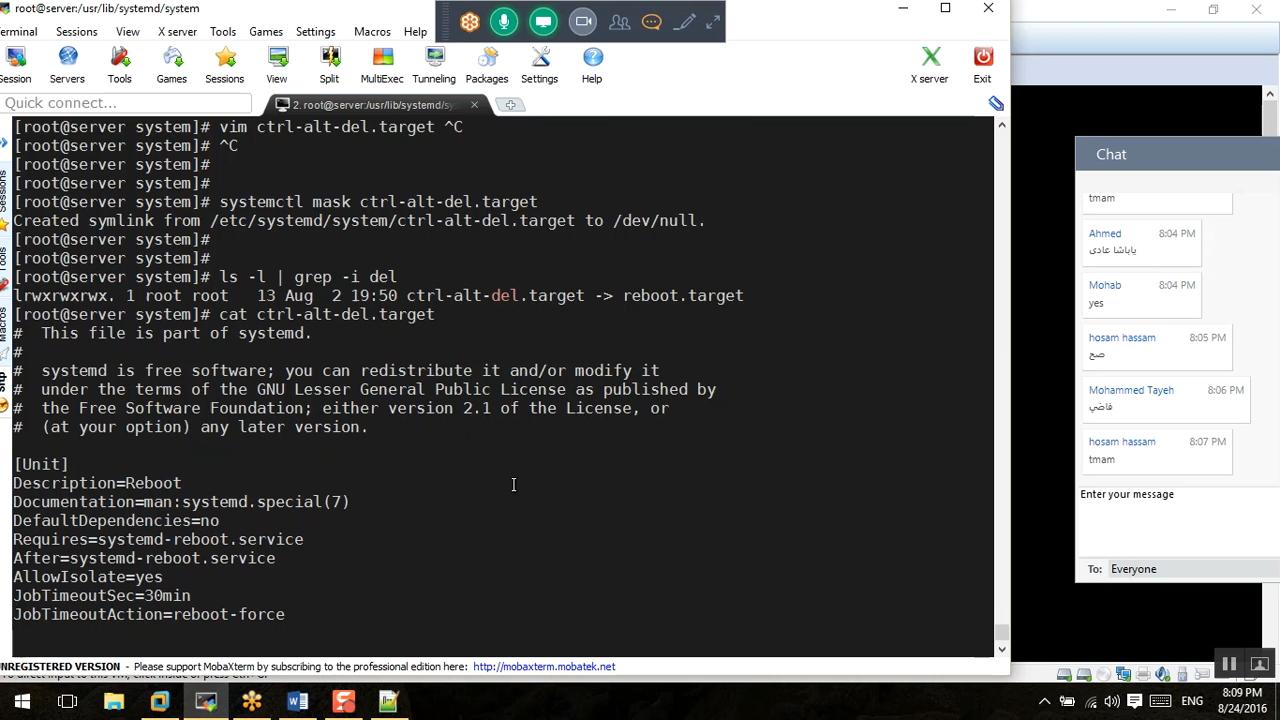 root@server:/usr/lib/systemd/system
Terminal Sessions View X server Tools Games Settings Macros Help
Session Servers Tools Games Sessions View Split MultiExec Tunneling Packages Settings Help X server Exit
Quick connect...
2. root@server:/usr/lib/systemd/sy
[root@server system]# vim ctrl-alt-del.target ^C
[root@server system]# ^C
[root@server system]#
[root@server system]#
[root@server system]# systemctl mask ctrl-alt-del.target
Created symlink from /etc/systemd/system/ctrl-alt-del.target to /dev/null.
[root@server system]#
[root@server system]#
[root@server system]# ls -l | grep -i del
lrwxrwxrwx. 1 root root   13 Aug  2 19:50 ctrl-alt-del.target -> reboot.target
[root@server system]# cat ctrl-alt-del.target
#  This file is part of systemd.
#
#  systemd is free software; you can redistribute it and/or modify it
#  under the terms of the GNU Lesser General Public License as published by
#  the Free Software Foundation; either version 2.1 of the License, or
#  (at your option) any later version.
[Unit]
Description=Reboot
Documentation=man:systemd.special(7)
DefaultDependencies=no
Requires=systemd-reboot.service
After=systemd-reboot.service
AllowIsolate=yes
JobTimeoutSec=30min
JobTimeoutAction=reboot-force
Sessions
Tools
Macros
Sftp
UNREGISTERED VERSION - Please support MobaXterm by subscribing to the professional edition here: http://mobaxterm.mobatek.net
Chat
tmam
Ahmed 8:04 PM
ياباشا عادى
Mohab 8:05 PM
yes
hosam hassam 8:05 PM
صح
Mohammed Tayeh 8:06 PM
فاضي
hosam hassam 8:07 PM
tmam
Enter your message
To: Everyone
ENG
8:09 PM
8/24/2016